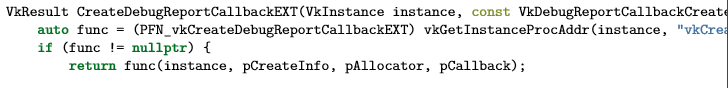 VkResult CreateDebugReportCallbackEXT(VkInstance instance, const VkDebugReportCallbackCreate
auto func = (PFN_vkCreateDebugReportCallbackEXT) vkGetInstanceProcAddr(instance, "vkCrea
if (func != nullptr) {
return func(instance, pCreateInfo, pAllocator, pCallback);